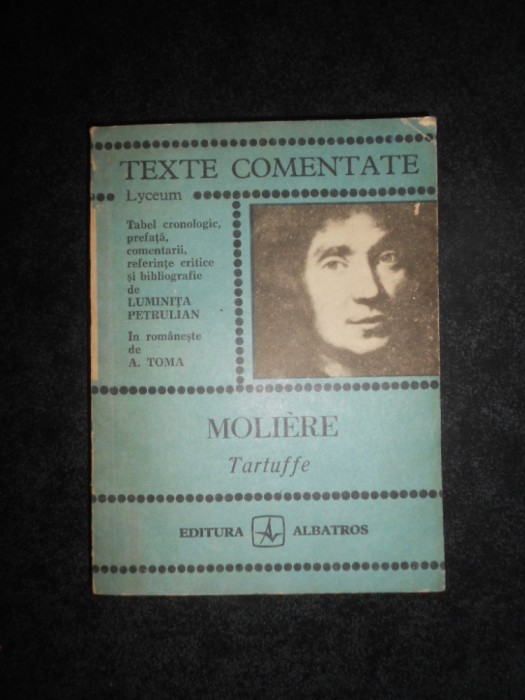 TEXTE COMENTATE
Lyceum
Tabel cronologic,
prefață,
comentarii,
referințe critice
și bibliografie
de
LUMINIȚA
PETRULIAN
In românește
de
A. TOMA
MOLIÈRE
Tartuffe
EDITURA ALBATROS